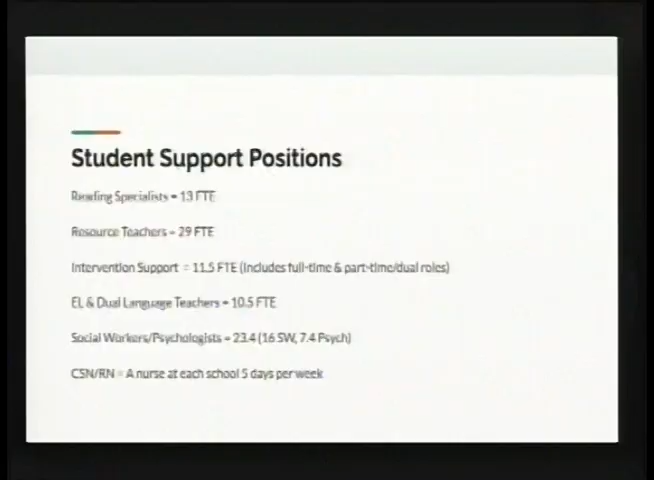 Student Support Positions
Reading Specialists = 13 FTE
Resource Teachers = 29 FTE
Intervention Support = 11.5 FTE (includes full-time & part-time/dual roles)
EL & Dual Language Teachers = 10.5 FTE
Social Workers/Psychologists = 23.4 (16 SW, 7.4 Psych)
CSN/RN = A nurse at each school 5 days per week